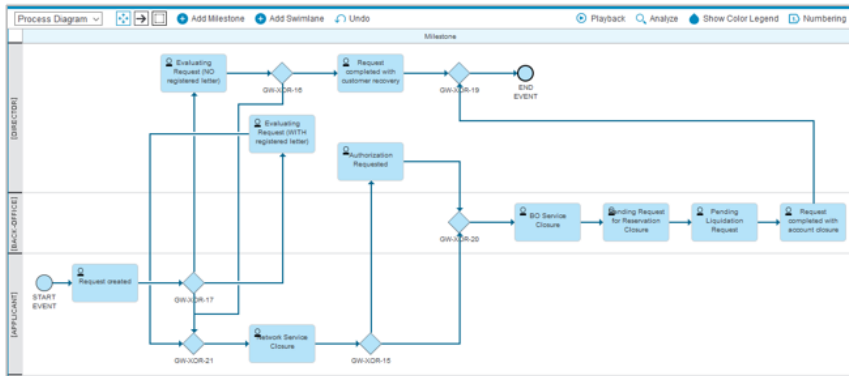 Process Diagram
Add Milestone
Add Swimlane
Undo
Playback
Analyze
Show Color Legend
Numbering
Milestone
[DIRECTOR]
Evaluating
Request (NO
registered letter)
GW-XOR-16
Request
completed with
customer recovery
GW-XOR-19
END
EVENT
Evaluating
Request (WITH
registered letter)
Authorization
Requested
[BACK-OFFICE]
GW-XOR-20
BO Service
Closure
Pending Request
for Reservation
Closure
Pending
Liquidation
Request
Request
completed with
account closure
[APPLICANT]
START
EVENT
Request created
GW-XOR-17
GW-XOR-21
Network Service
Closure
GW-XOR-15